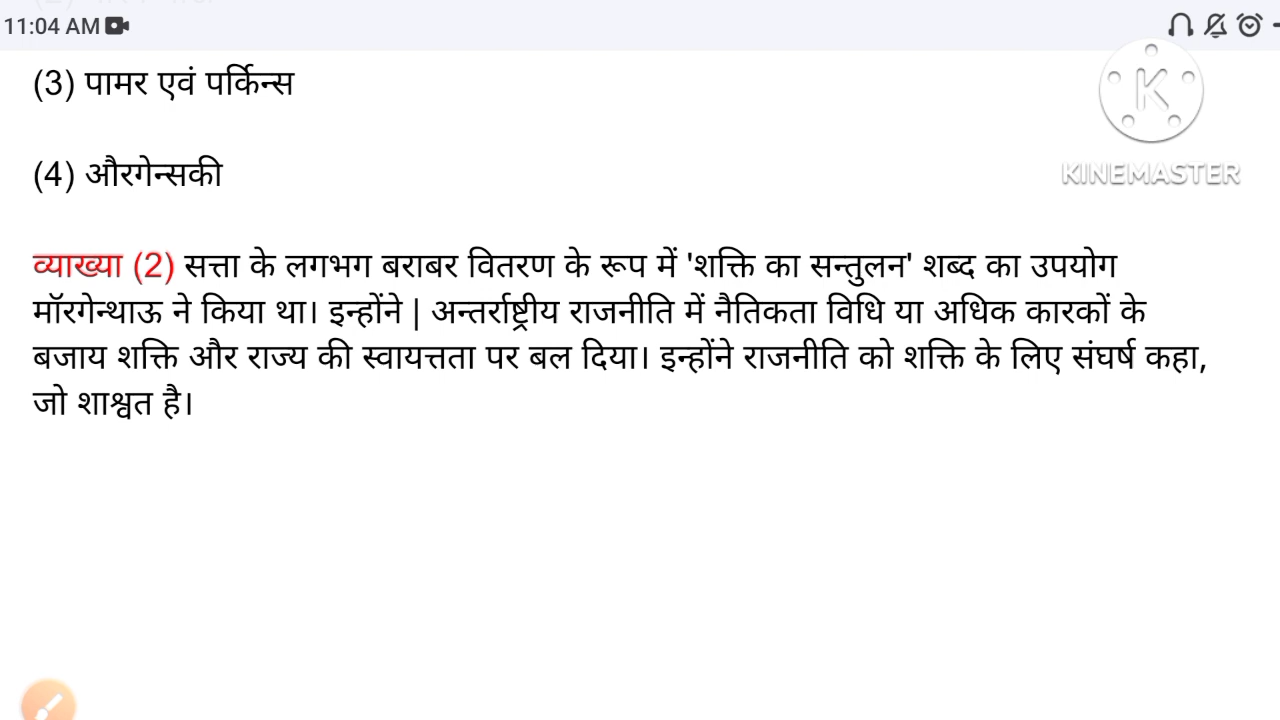 11:04 AM
(3) पामर एवं पर्किन्स
K
KINEMASTER
(4) औरगेन्सकी
व्याख्या (2) सत्ता के लगभग बराबर वितरण के रूप में 'शक्ति का सन्तुलन' शब्द का उपयोग
मॉरगेन्थाऊ ने किया था। इन्होंने | अन्तर्राष्ट्रीय राजनीति में नैतिकता विधि या अधिक कारकों के
बजाय शक्ति और राज्य की स्वायत्तता पर बल दिया। इन्होंने राजनीति को शक्ति के लिए संघर्ष कहा,
जो शाश्वत है।